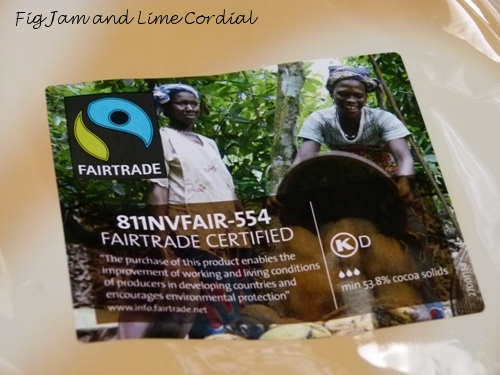 Fig Jam and Lime Cordial
FAIRTRADE
811NVFAIR-554
FAIRTRADE CERTIFIED
"The purchase of this product enables the
improvement of working and living conditions
of producers in developing countries and
encourages environmental protection"
www.info.fairtrade.net
K D
min 53.8% cocoa solids